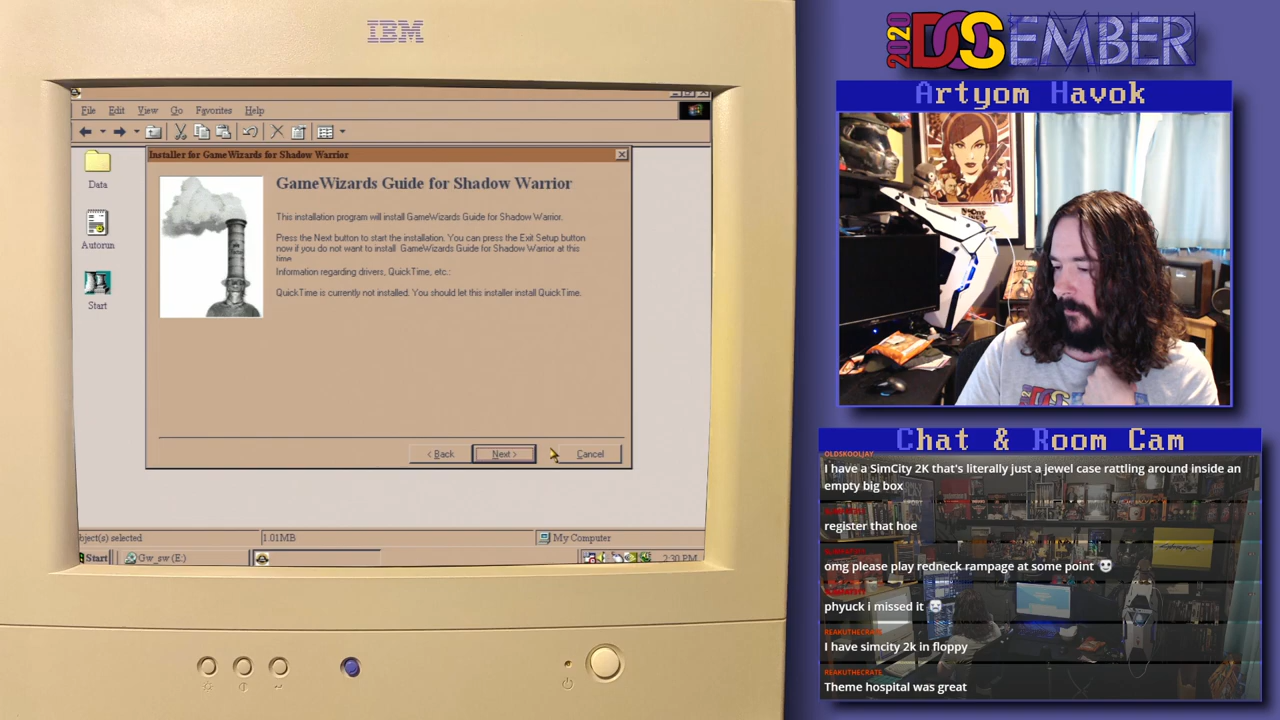 IBM
2020 DOSEMBER
Artyom Havok
File Edit View Go Favorites Help
Data
Autorun
Start
Installer for GameWizards for Shadow Warrior
GameWizards Guide for Shadow Warrior
This installation program will install GameWizards Guide for Shadow Warrior.
Press the Next button to start the installation. You can press the Exit Setup button
now if you do not want to install GameWizards Guide for Shadow Warrior at this
time.
Information regarding drivers, QuickTime, etc.:
QuickTime is currently not installed. You should let this installer install QuickTime.
< Back
Next >
Cancel
bject(s) selected
1.01MB
My Computer
Start
Gw_sw (E:)
2:30 PM
Chat & Room Cam
OLDSKOOLJAY
I have a SimCity 2K that's literally just a jewel case rattling around inside an
empty big box
register that hoe
omg please play redneck rampage at some point
phyuck i missed it
REAKUTHECRATE
I have simcity 2k in floppy
REAKUTHECRATE
Theme hospital was great